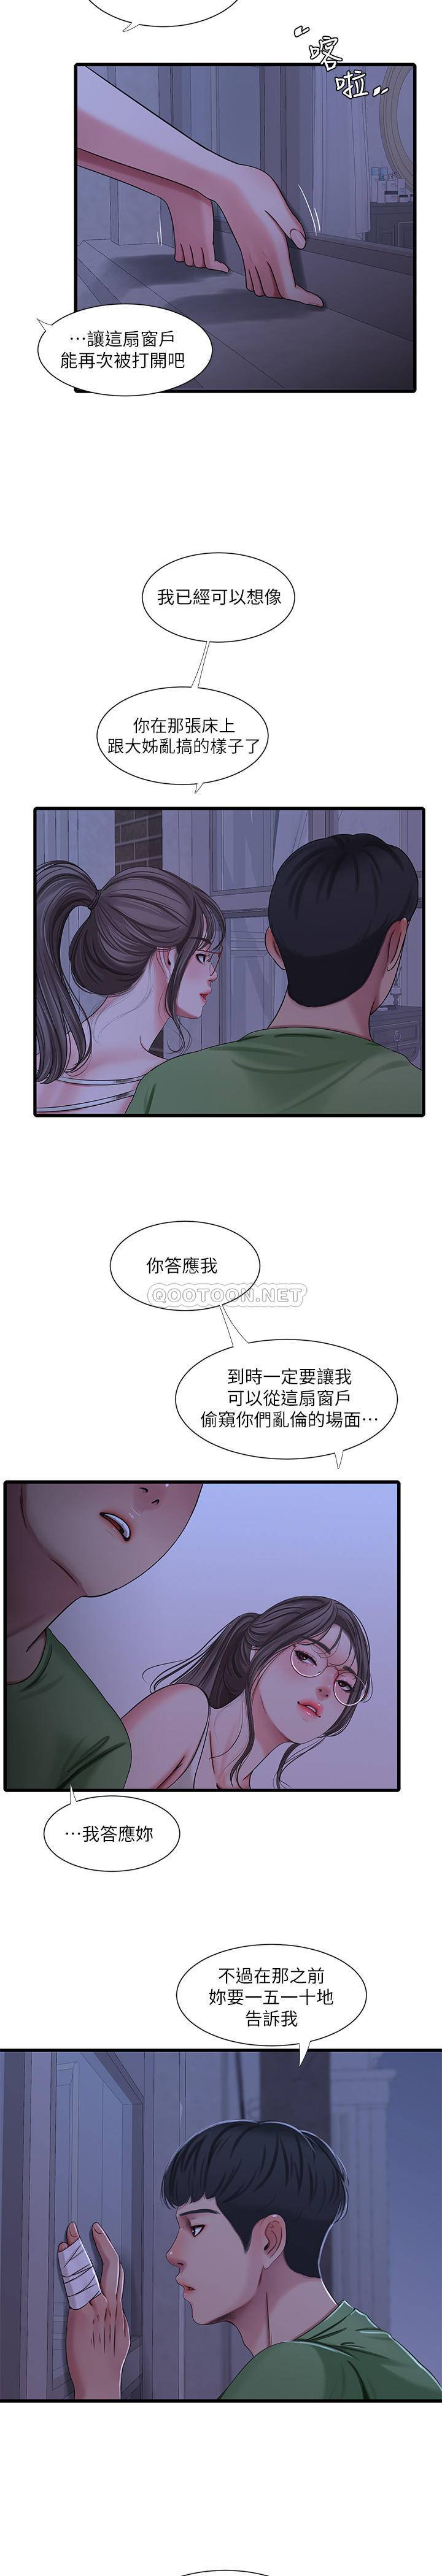 喀
啦
…讓這扇窗戶
能再次被打開吧
我已經可以想像
你在那張床上
跟大姊亂搞的樣子了
你答應我
QOOTOON.NET
到時一定要讓我
可以從這扇窗戶
偷窺你們亂倫的場面…
…我答應妳
不過在那之前
妳要一五一十地
告訴我